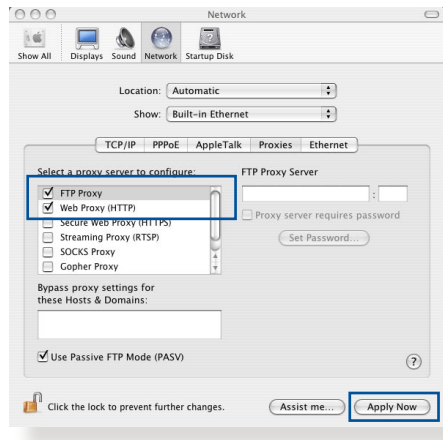 Network
Show All Displays Sound Network Startup Disk
Location: Automatic
Show: Built-in Ethernet
TCP/IP PPPoE AppleTalk Proxies Ethernet
Select a proxy server to configure: FTP Proxy Server
FTP Proxy
:
Web Proxy (HTTP)
Proxy server requires password
Secure Web Proxy (HTTPS)
Streaming Proxy (RTSP) Set Password...
SOCKS Proxy
Gopher Proxy
Bypass proxy settings for
these Hosts & Domains:
Use Passive FTP Mode (PASV)
?
Click the lock to prevent further changes. Assist me... Apply Now